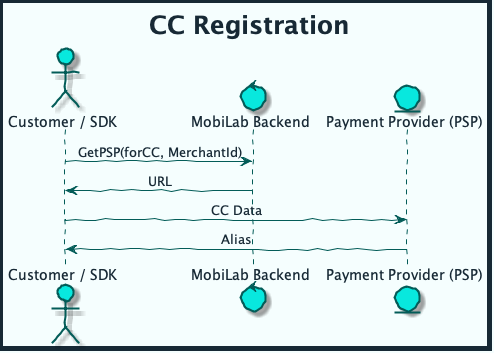 CC Registration
Customer / SDK
MobiLab Backend
Payment Provider (PSP)
GetPSP(forCC, MerchantId)
URL
CC Data
Alias
Customer / SDK
MobiLab Backend
Payment Provider (PSP)